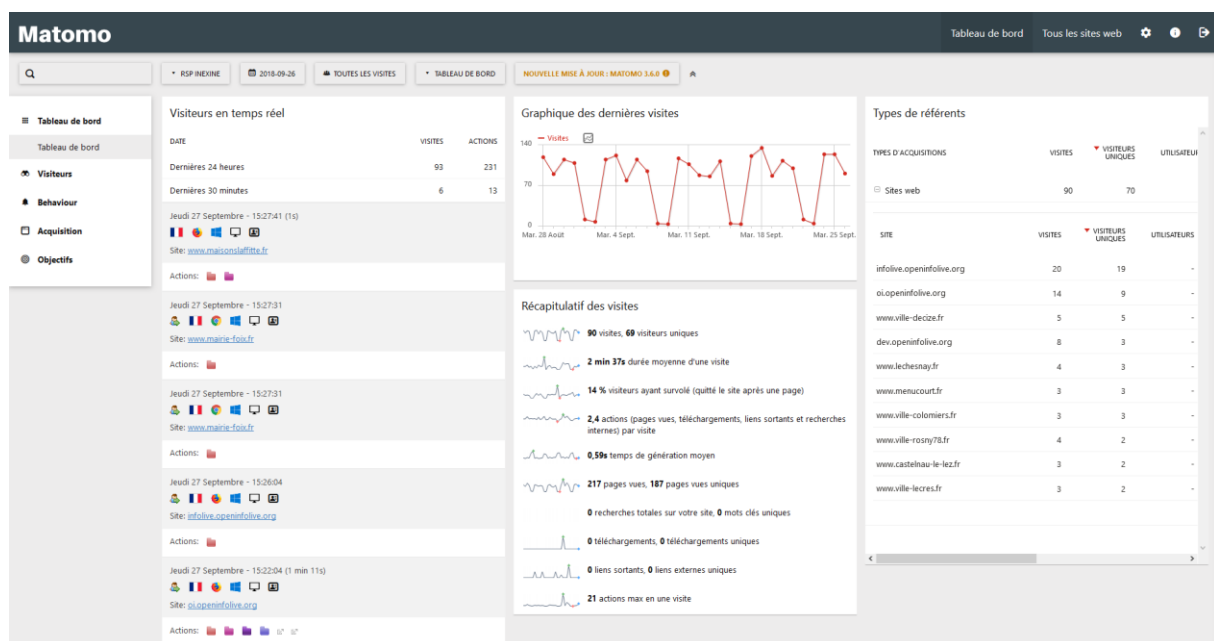 Matomo
Tableau de bord
Tous les sites web
RSP INEXINE
2018-09-26
TOUTES LES VISITES
TABLEAU DE BORD
NOUVELLE MISE À JOUR : MATOMO 3.6.0
Tableau de bord
Tableau de bord
Visiteurs
Behaviour
Acquisition
Objectifs
Visiteurs en temps réel
DATE VISITES ACTIONS
Dernières 24 heures 93 231
Dernières 30 minutes 6 13
Jeudi 27 Septembre - 15:27:41 (1s)
Site: www.maisonslaffitte.fr
Actions:
Jeudi 27 Septembre - 15:27:31
Site: www.mairie-foix.fr
Actions:
Jeudi 27 Septembre - 15:27:31
Site: www.mairie-foix.fr
Actions:
Jeudi 27 Septembre - 15:26:04
Site: infolive.openinfolive.org
Actions:
Jeudi 27 Septembre - 15:22:04 (1 min 11s)
Site: oi.openinfolive.org
Actions:
Graphique des dernières visites
Visites
140
70
0
Mar. 28 Août Mar. 4 Sept. Mar. 11 Sept. Mar. 18 Sept. Mar. 25 Sept.
Récapitulatif des visites
90 visites, 69 visiteurs uniques
2 min 37s durée moyenne d'une visite
14 % visiteurs ayant survolé (quitté le site après une page)
2,4 actions (pages vues, téléchargements, liens sortants et recherches
internes) par visite
0,59s temps de génération moyen
217 pages vues, 187 pages vues uniques
0 recherches totales sur votre site, 0 mots clés uniques
0 téléchargements, 0 téléchargements uniques
0 liens sortants, 0 liens externes uniques
21 actions max en une visite
Types de référents
TYPES D'ACQUISITIONS VISITES VISITEURS UNIQUES UTILISATEU
Sites web 90 70
SITE VISITES VISITEURS UNIQUES UTILISATEURS
infolive.openinfolive.org 20 19 -
oi.openinfolive.org 14 9 -
www.ville-decize.fr 5 5 -
dev.openinfolive.org 8 3 -
www.lechesnay.fr 4 3 -
www.menucourt.fr 3 3 -
www.ville-colomiers.fr 3 3 -
www.ville-rosny78.fr 4 2 -
www.castelnau-le-lez.fr 3 2 -
www.ville-lecres.fr 3 2 -